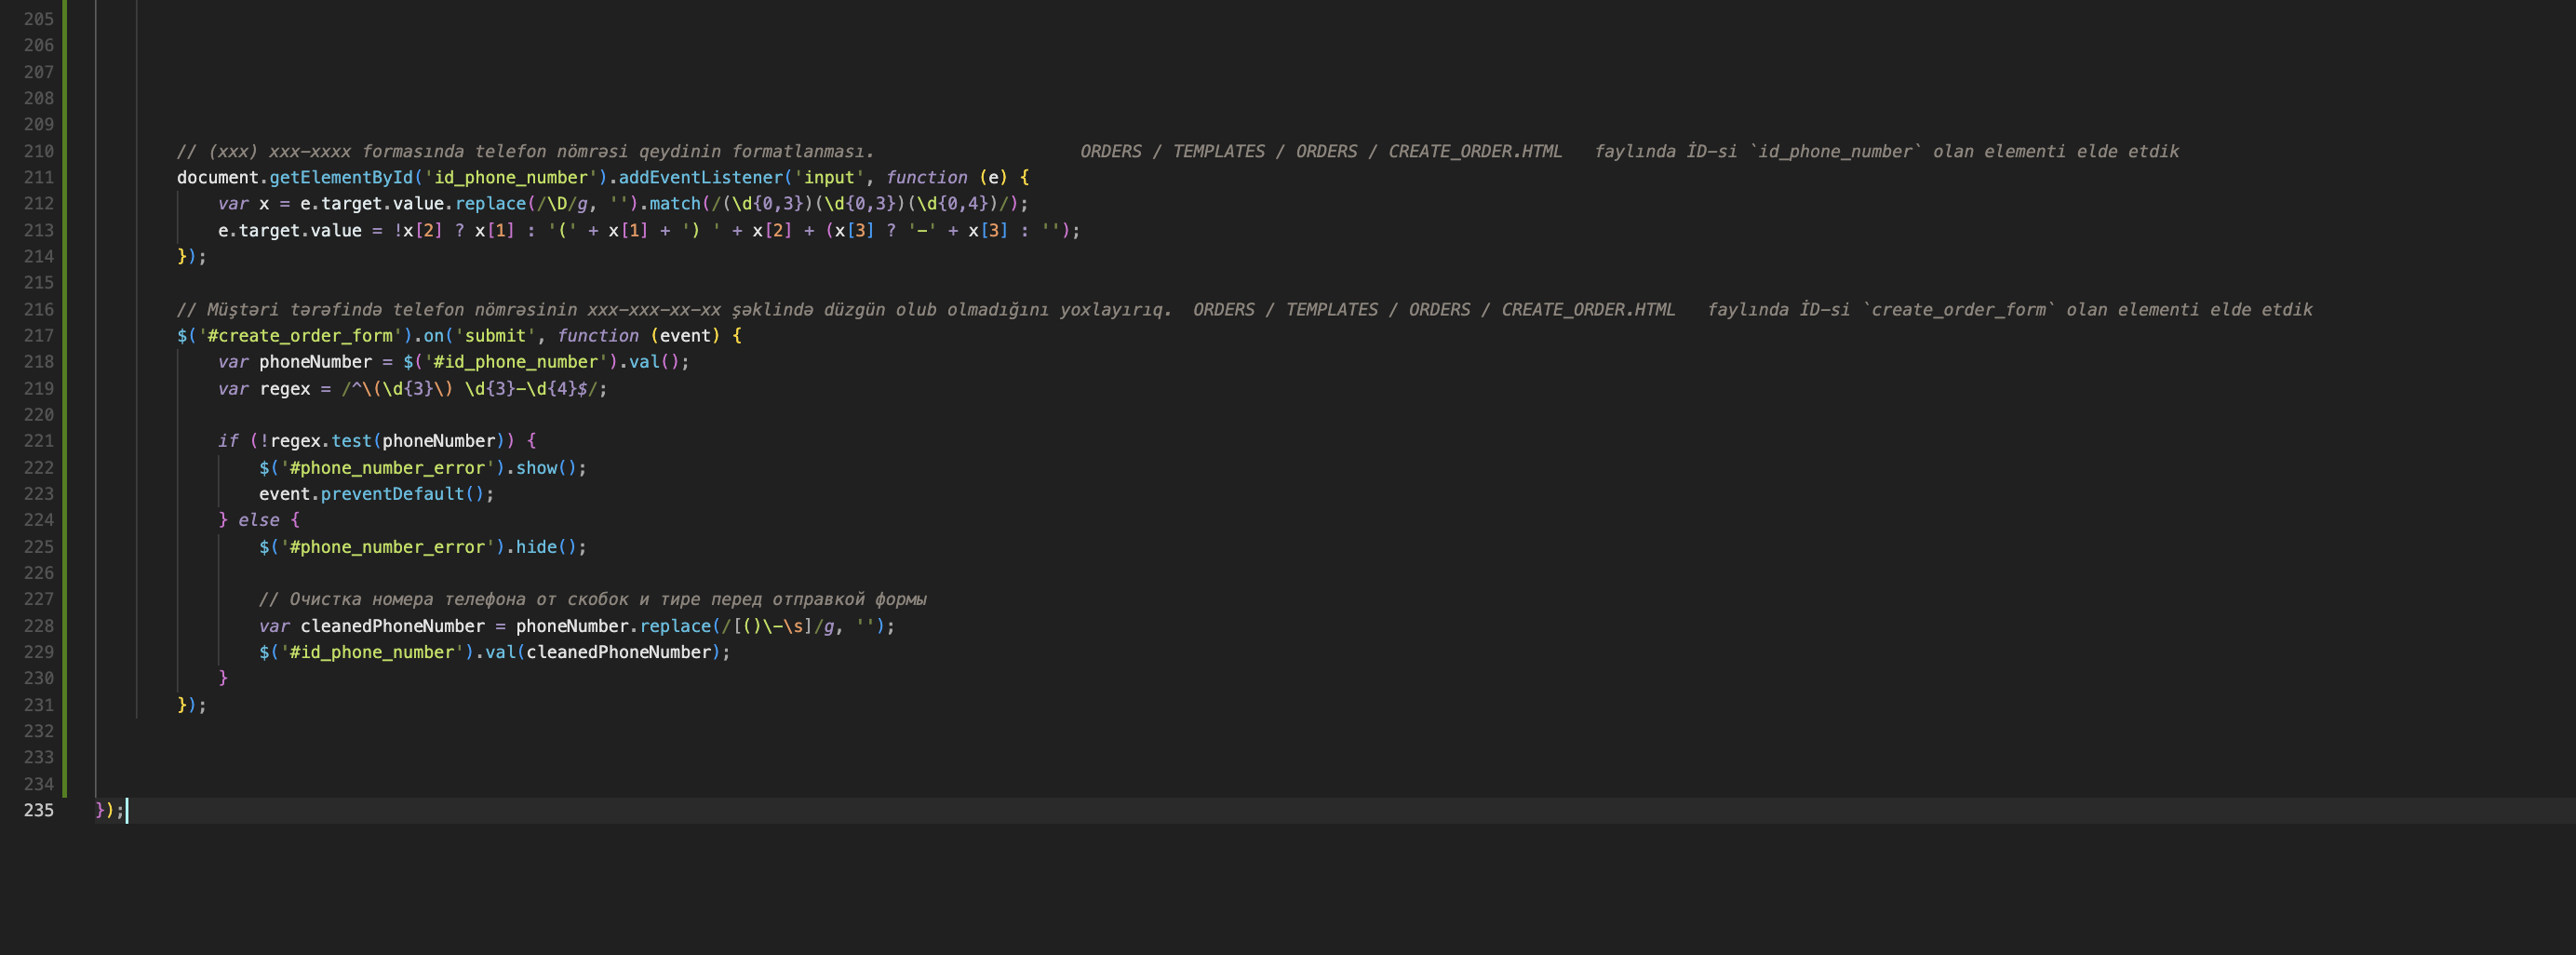 205
206
207
208
209
210 // (xxx) xxx-xxxx formasında telefon nömrəsi qeydinin formatlanması. ORDERS / TEMPLATES / ORDERS / CREATE_ORDER.HTML faylında İD-si `id_phone_number` olan elementi elde etdik
211 document.getElementById('id_phone_number').addEventListener('input', function (e) {
212 var x = e.target.value.replace(/\D/g, '').match(/(\d{0,3})(\d{0,3})(\d{0,4})/);
213 e.target.value = !x[2] ? x[1] : '(' + x[1] + ') ' + x[2] + (x[3] ? '-' + x[3] : '');
214 });
215
216 // Müştəri tərəfində telefon nömrəsinin xxx-xxx-xx-xx şəklində düzgün olub olmadığını yoxlayırıq. ORDERS / TEMPLATES / ORDERS / CREATE_ORDER.HTML faylında İD-si `create_order_form` olan elementi elde etdik
217 $('#create_order_form').on('submit', function (event) {
218 var phoneNumber = $('#id_phone_number').val();
219 var regex = /^\(\d{3}\) \d{3}-\d{4}$/;
220
221 if (!regex.test(phoneNumber)) {
222 $('#phone_number_error').show();
223 event.preventDefault();
224 } else {
225 $('#phone_number_error').hide();
226
227 // Очистка номера телефона от скобок и тире перед отправкой формы
228 var cleanedPhoneNumber = phoneNumber.replace(/[()\-\s]/g, '');
229 $('#id_phone_number').val(cleanedPhoneNumber);
230 }
231 });
232
233
234
235 });